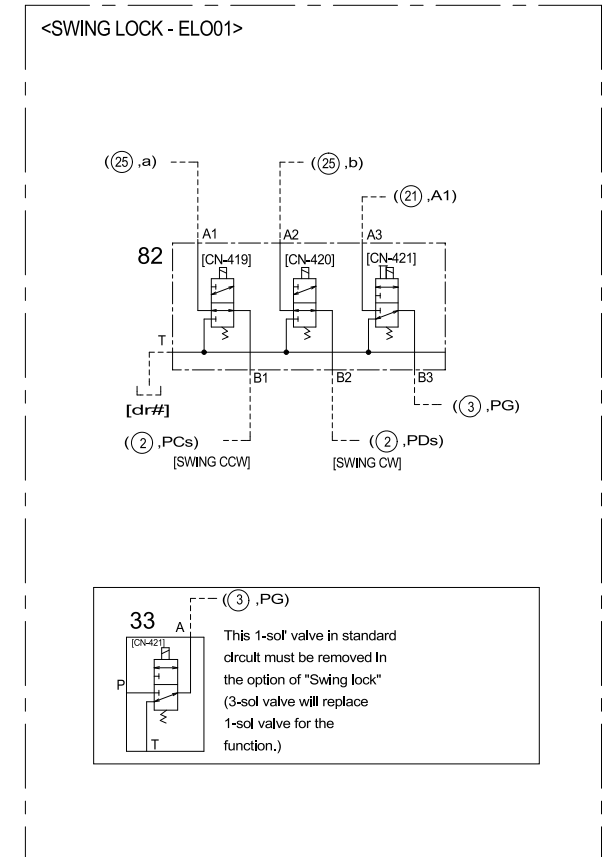 <SWING LOCK - ELO01>
(25 ,a)
(25 ,b)
(21 ,A1)
A1
A2
A3
82
[CN-419]
[CN-420]
[CN-421]
T
B1
B2
B3
[dr#]
(3 ,PG)
(2 ,PCs)
(2 ,PDs)
[SWING CCW]
[SWING CW]
(3 ,PG)
33
A
[CN-421]
P
T
This 1-sol' valve in standard
circuit must be removed in
the option of "Swing lock"
(3-sol valve will replace
1-sol valve for the
function.)